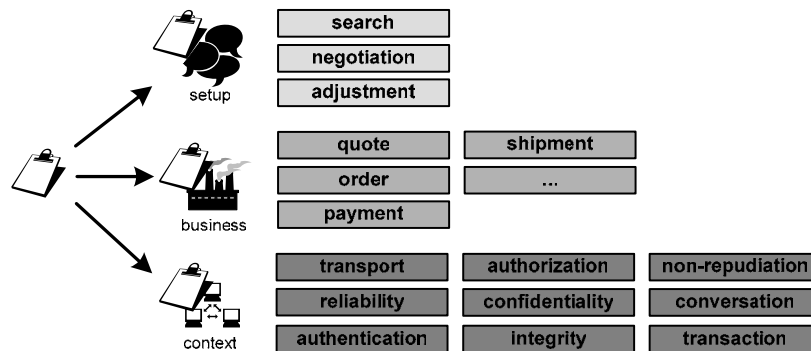 search
negotiation
adjustment
setup
quote shipment
order ...
payment
business
transport authorization non-repudiation
reliability confidentiality conversation
authentication integrity transaction
context